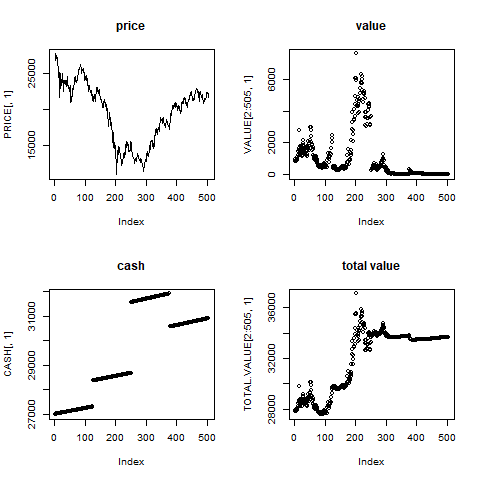 price
PRICE[, 1]
15000
25000
0 100 200 300 400 500
Index
value
VALUE[2:505, 1]
0
2000
6000
0 100 200 300 400 500
Index
cash
CASH[, 1]
27000
29000
31000
0 100 200 300 400 500
Index
total value
TOTAL.VALUE[2:505, 1]
28000
32000
36000
0 100 200 300 400 500
Index